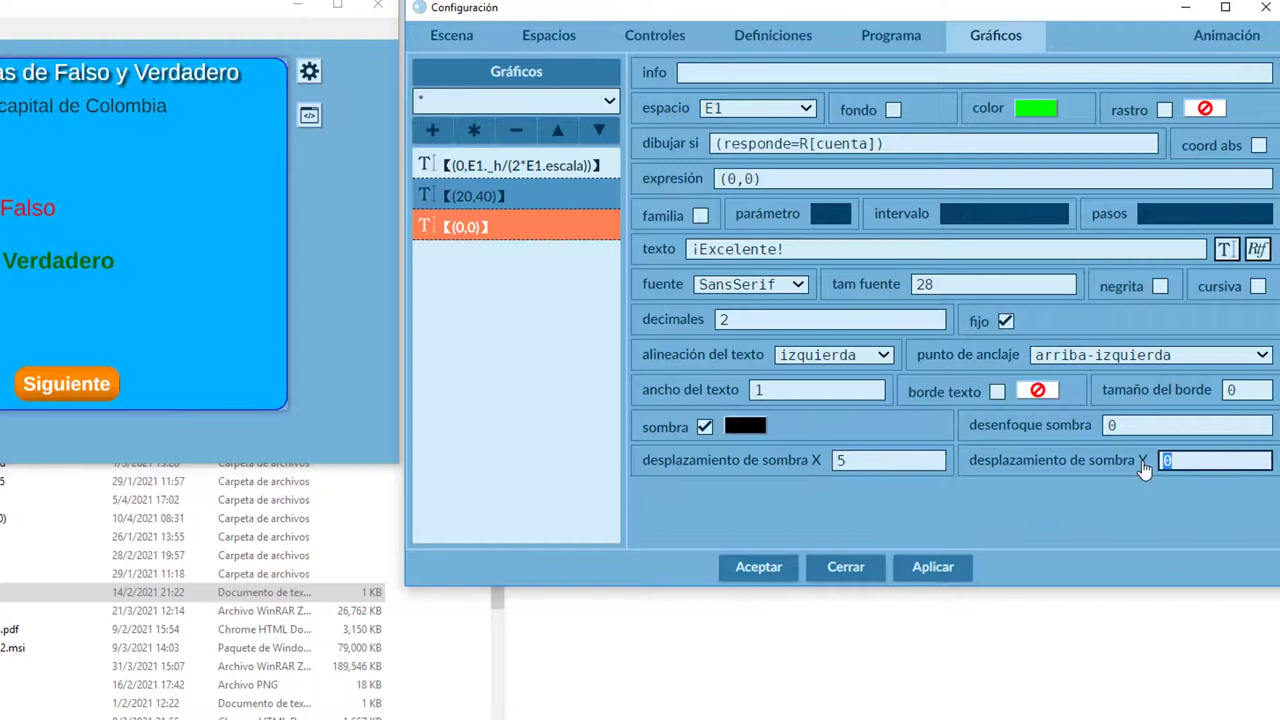 Configuración
Escena Espacios Controles Definiciones Programa Gráficos Animación
as de Falso y Verdadero
capital de Colombia
Falso
Verdadero
Siguiente
Gráficos
*
+ * − ▲ ▼
T 【(0,E1._h/(2*E1.escala))】
T 【(20,40)】
T 【(0,0)】
info
espacio E1 fondo color rastro
dibujar si (responde=R[cuenta]) coord abs
expresión (0,0)
familia parámetro intervalo pasos
texto ¡Excelente! T Rtf
fuente SansSerif tam fuente 28 negrita cursiva
decimales 2 fijo
alineación del texto izquierda punto de anclaje arriba-izquierda
ancho del texto 1 borde texto tamaño del borde 0
sombra desenfoque sombra 0
desplazamiento de sombra X 5 desplazamiento de sombra Y 0
Aceptar Cerrar Aplicar
5 29/1/2021 11:57 Carpeta de archivos
5/4/2021 17:02 Carpeta de archivos
0) 10/4/2021 08:31 Carpeta de archivos
26/1/2021 13:55 Carpeta de archivos
28/2/2021 19:57 Carpeta de archivos
29/1/2021 11:18 Carpeta de archivos
14/2/2021 21:22 Documento de tex... 1 KB
21/3/2021 12:14 Archivo WinRAR Z... 26,762 KB
.pdf 9/2/2021 15:54 Chrome HTML Do... 3,150 KB
2.msi 9/3/2021 14:03 Paquete de Windo... 79,000 KB
31/3/2021 15:07 Archivo WinRAR Z... 189,546 KB
16/2/2021 17:42 Archivo PNG 18 KB
1/2/2021 12:22 Documento de tex... 1 KB